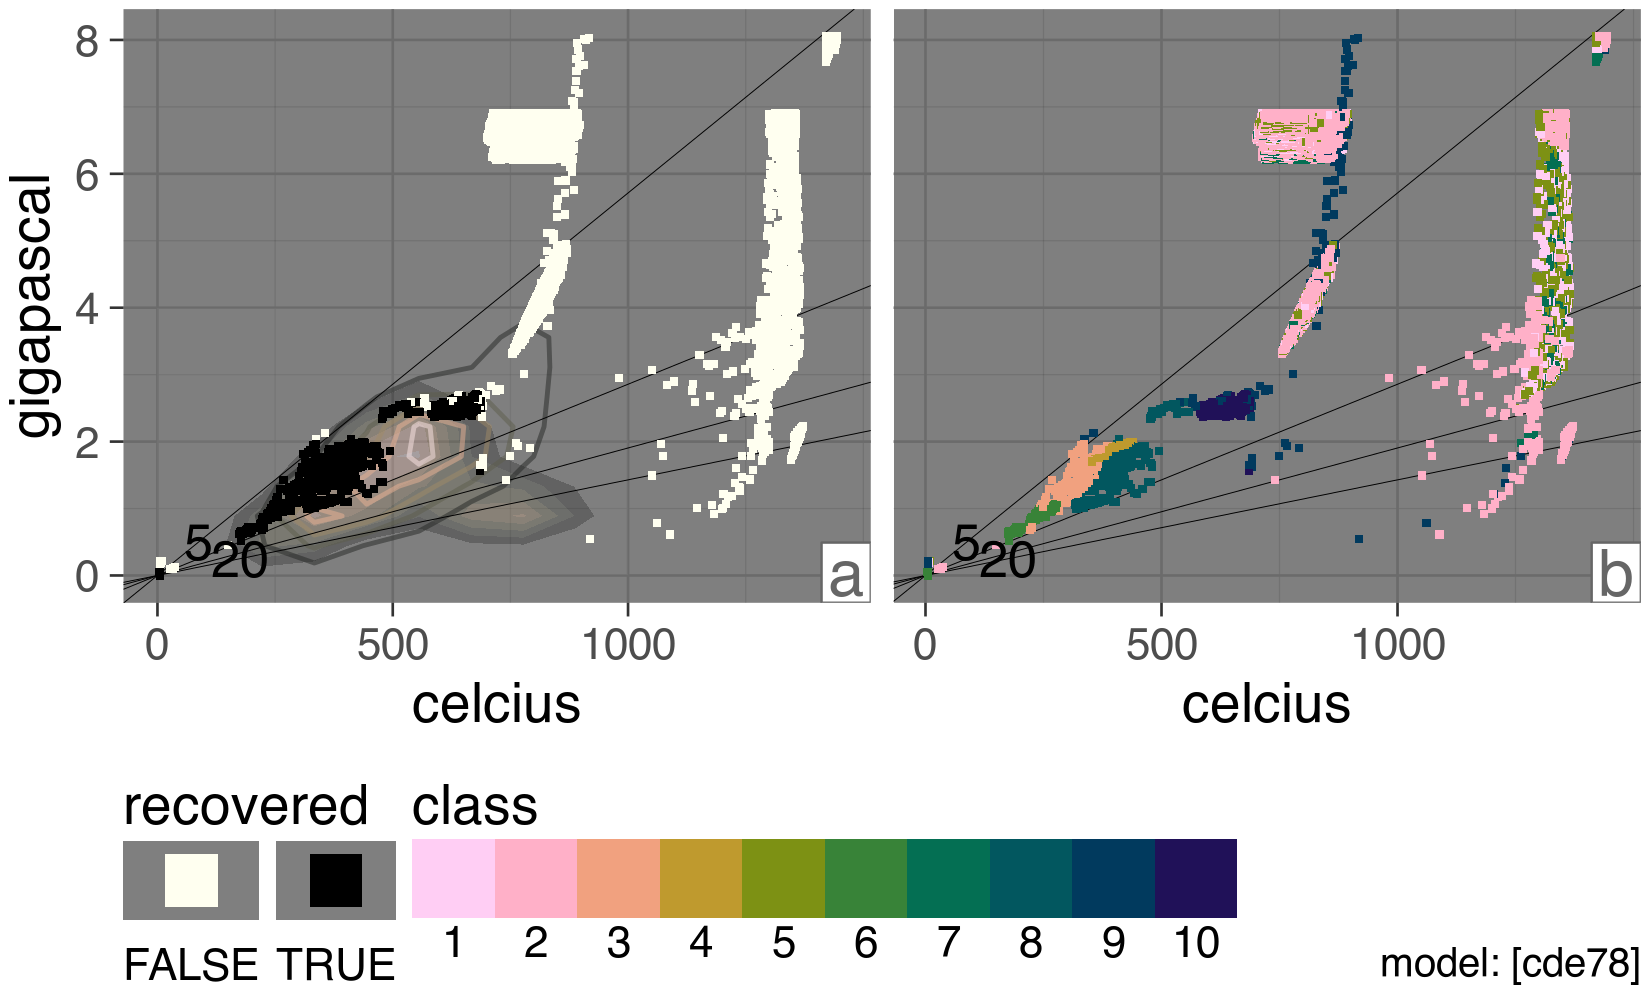 gigapascal
8
6
4
2
0
5
20
a
5
20
b
0 500 1000
0 500 1000
celcius
celcius
recovered
FALSE TRUE
class
1 2 3 4 5 6 7 8 9 10
model: [cde78]